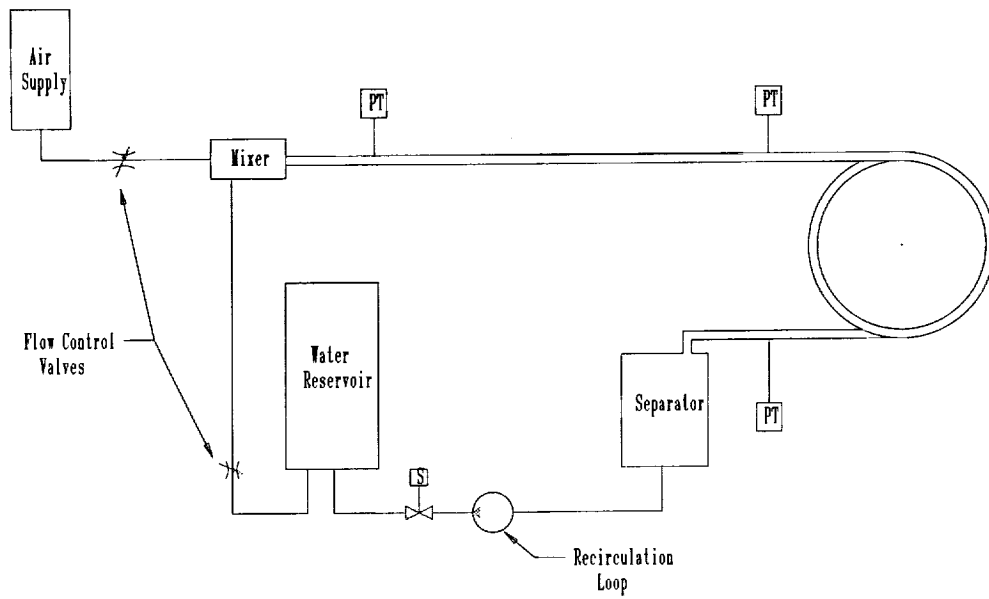 Air
Supply
PT
PT
Mixer
Flow Control
Valves
Water
Reservoir
Separator
PT
S
Recirculation
Loop